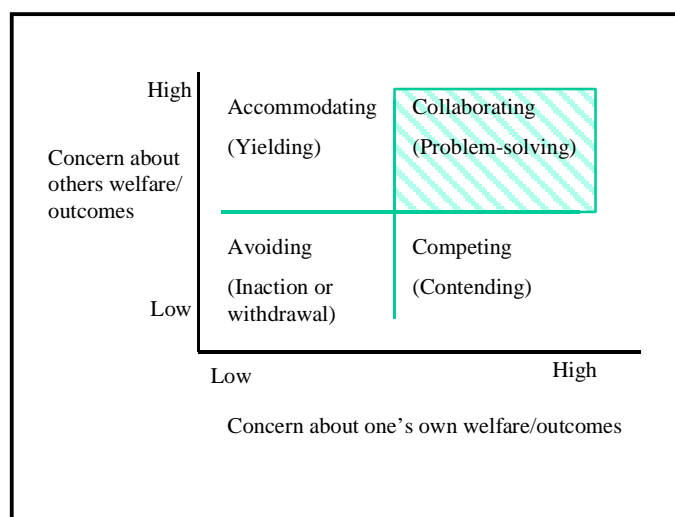 High
Accommodating
(Yielding)
Collaborating
(Problem-solving)
Concern about
others welfare/
outcomes
Avoiding
(Inaction or
withdrawal)
Competing
(Contending)
Low
Low
High
Concern about one’s own welfare/outcomes